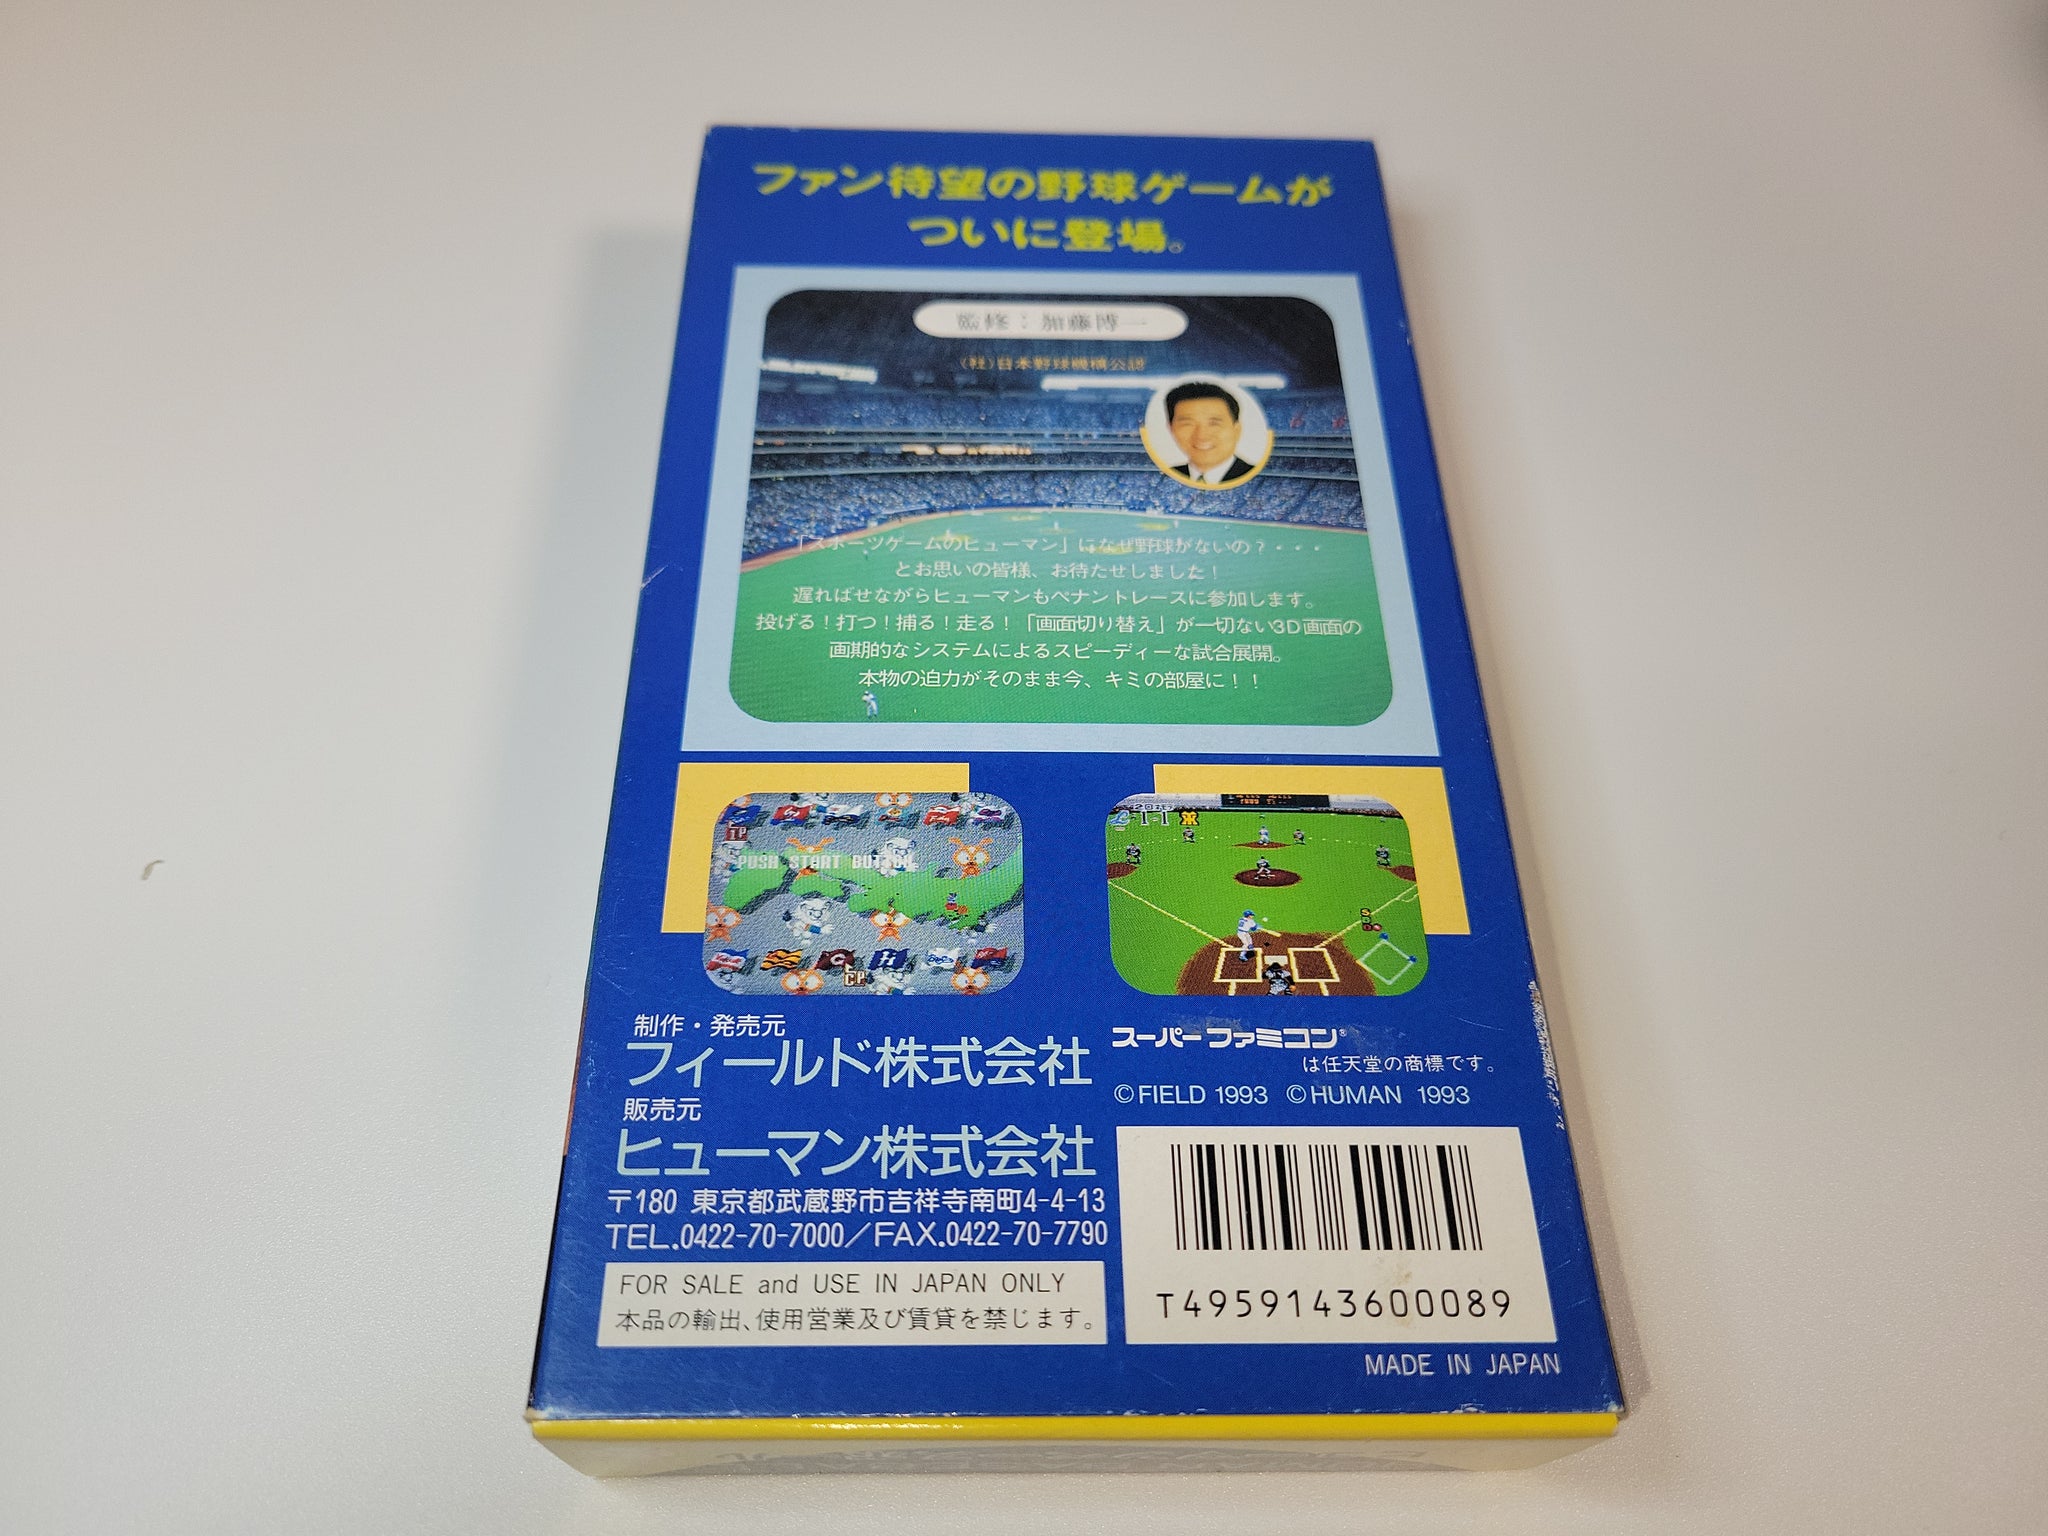 ファン待望の野球ゲームが
ついに登場。
監修：加藤博一
(社)日本野球機構公認
「スポーツゲームのヒューマン」になぜ野球がないの？・・・
とお思いの皆様、お待たせしました！
遅ればせながらヒューマンもペナントレースに参加します。
投げる！打つ！捕る！走る！「画面切り替え」が一切ない3D画面の
画期的なシステムによるスピーディーな試合展開。
本物の迫力がそのまま今、キミの部屋に！！
1P
PUSH START BUTTON
2回オモテ
1-1
制作・発売元
フィールド株式会社
販売元
ヒューマン株式会社
〒180 東京都武蔵野市吉祥寺南町4-4-13
TEL.0422-70-7000／FAX.0422-70-7790
FOR SALE and USE IN JAPAN ONLY
本品の輸出、使用営業及び賃貸を禁じます。
スーパーファミコン®
は任天堂の商標です。
©FIELD 1993 ©HUMAN 1993
T4959143600089
MADE IN JAPAN